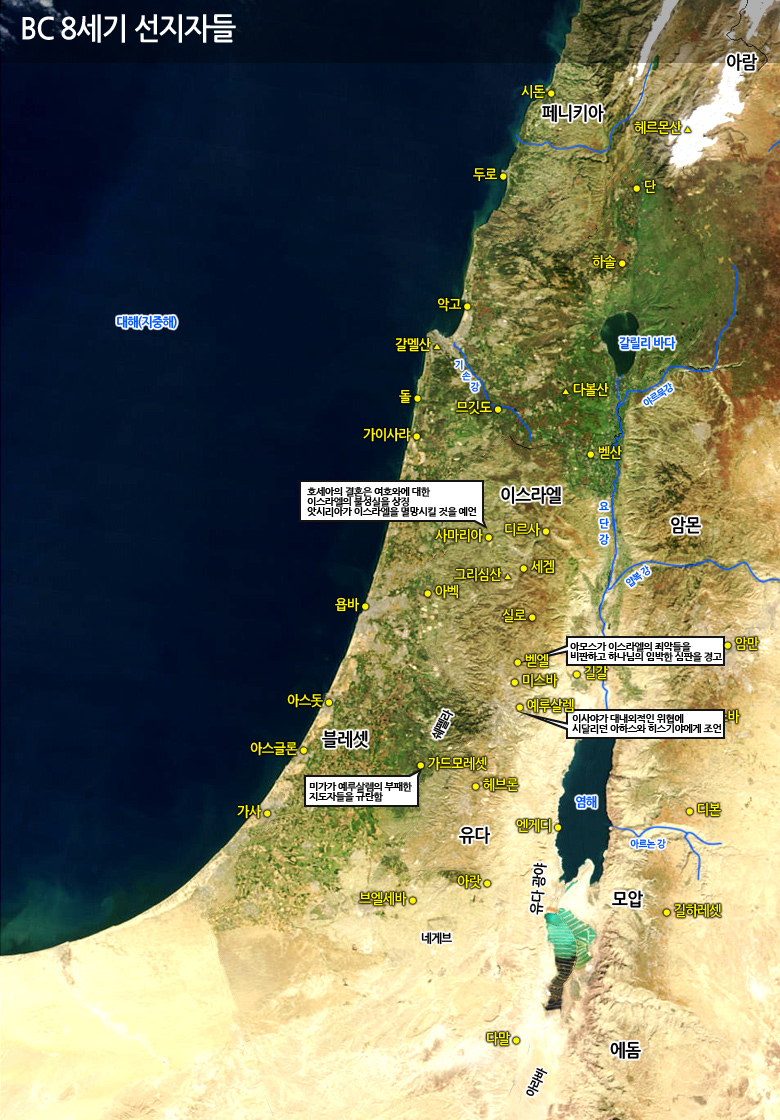 BC 8세기 선지자들
아람
시돈
페니키아
헤르몬산
두로
단
하솔
악고
대해(지중해)
갈멜산
갈릴리 바다
기손강
다볼산
야르묵강
돌
므깃도
가이사랴
벧산
호세아의 결혼은 여호와에 대한
이스라엘의 불성실을 상징
앗시리아가 이스라엘을 멸망시킬 것을 예언
이스라엘
요단강
암몬
사마리아
디르사
그리심산
세겜
얍복 강
아벡
욥바
실로
아모스가 이스라엘의 죄악들을
비판하고 하나님의 임박한 심판을 경고
암만
벧엘
길갈
미스바
아스돗
예루살렘
이사야가 대내외적인 위협에
시달리던 아하스와 히스기야에게 조언
바
쉐펠라
블레셋
아스글론
가드모레셋
미가가 예루살렘의 부패한
지도자들을 규탄함
헤브론
염해
가사
엔게디
디본
유다
아르논 강
아랏
유다 광야
브엘세바
모압
길하레셋
네게브
다말
에돔
아라바